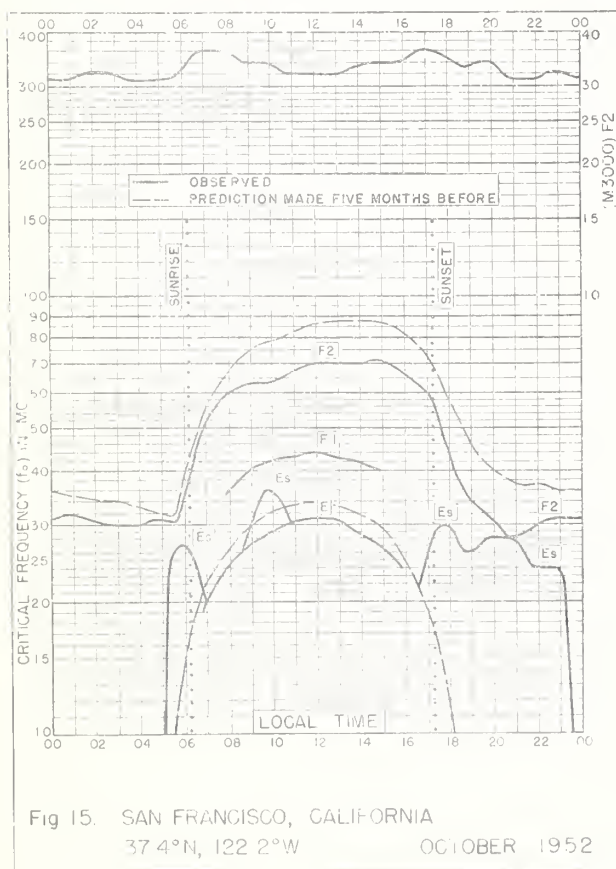 00 02 04 06 08 10 12 14 16 18 20 22 00
400 40
300 30
250 25
200 20
(M3000) F2
OBSERVED
PREDICTION MADE FIVE MONTHS BEFORE
150 15
SUNRISE
SUNSET
100 10
90
80
70
F2
60
50
F1
40
Es
E
30
Es
Es
F2
25
Es
20
15
10
CRITICAL FREQUENCY (fo) IN MC
LOCAL TIME
00 02 04 06 08 10 12 14 16 18 20 22 00
Fig 15. SAN FRANCISCO, CALIFORNIA
37 4°N, 122 2°W OCTOBER 1952